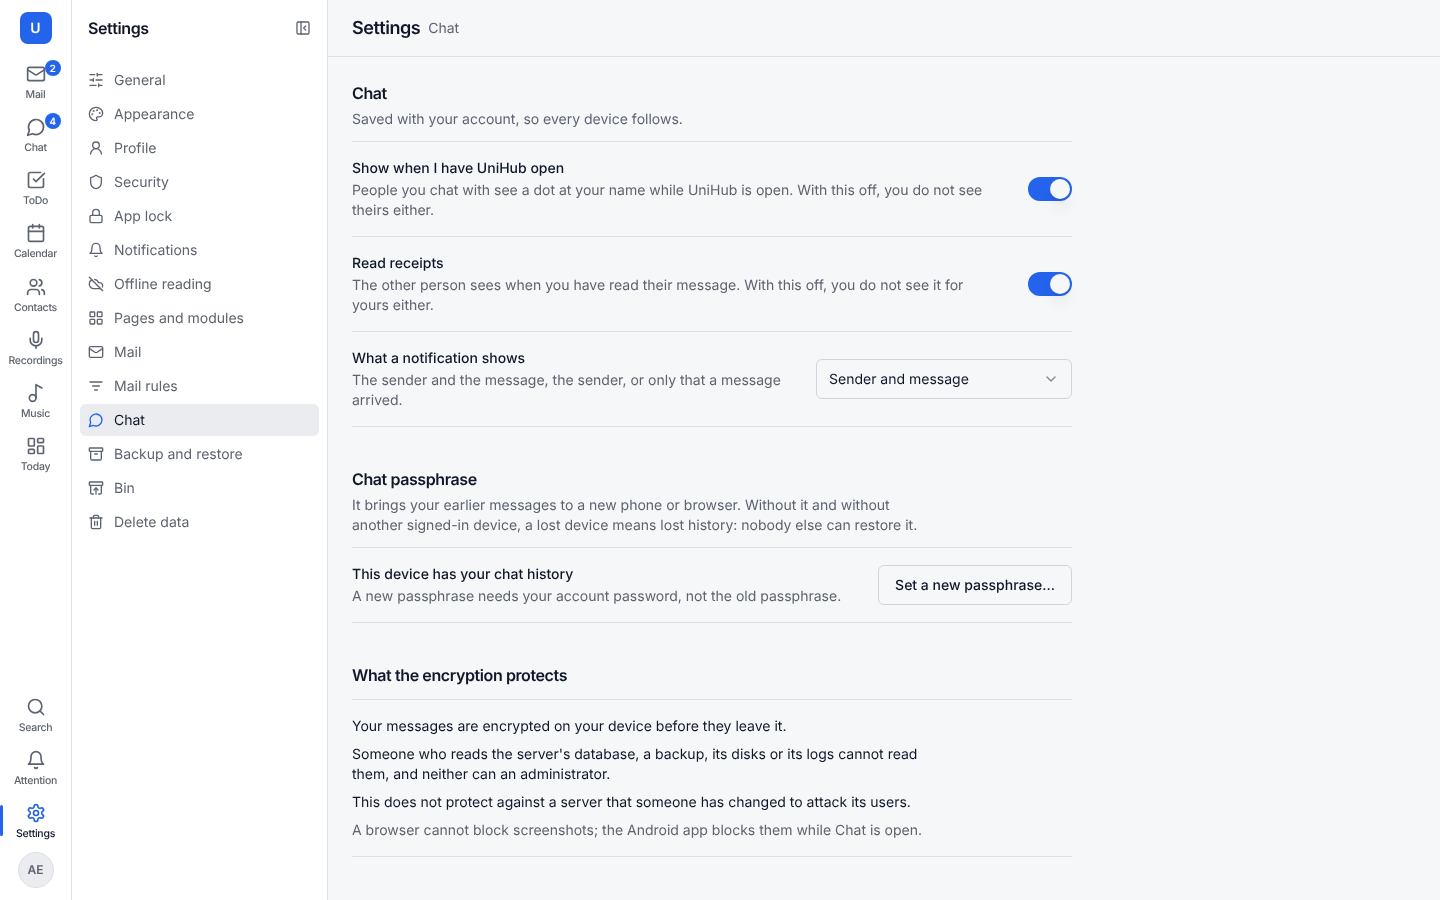 U
Settings
Settings Chat
2
Mail
4
Chat
ToDo
Calendar
Contacts
Recordings
Music
Today
Search
Attention
Settings
AE
General
Appearance
Profile
Security
App lock
Notifications
Offline reading
Pages and modules
Mail
Mail rules
Chat
Backup and restore
Bin
Delete data
Chat
Saved with your account, so every device follows.
Show when I have UniHub open
People you chat with see a dot at your name while UniHub is open. With this off, you do not see
theirs either.
Read receipts
The other person sees when you have read their message. With this off, you do not see it for
yours either.
What a notification shows
The sender and the message, the sender, or only that a message
arrived.
Sender and message
Chat passphrase
It brings your earlier messages to a new phone or browser. Without it and without
another signed-in device, a lost device means lost history: nobody else can restore it.
This device has your chat history
A new passphrase needs your account password, not the old passphrase.
Set a new passphrase...
What the encryption protects
Your messages are encrypted on your device before they leave it.
Someone who reads the server's database, a backup, its disks or its logs cannot read
them, and neither can an administrator.
This does not protect against a server that someone has changed to attack its users.
A browser cannot block screenshots; the Android app blocks them while Chat is open.